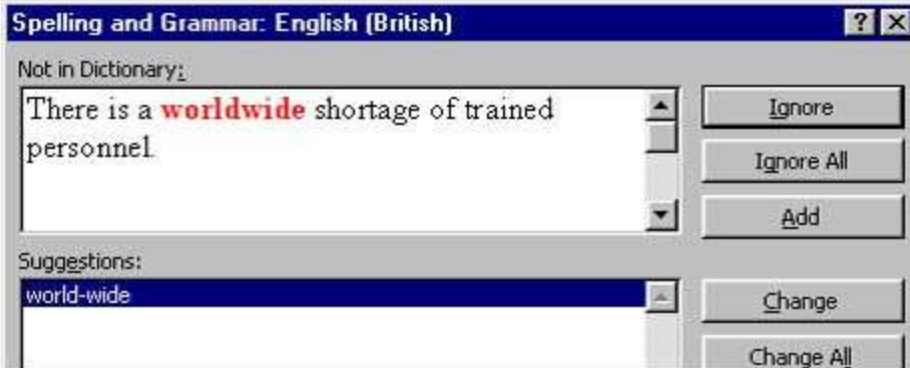 Spelling and Grammar: English (British)
Not in Dictionary:
There is a worldwide shortage of trained
personnel.
Ignore
Ignore All
Add
Suggestions:
world-wide
Change
Change All